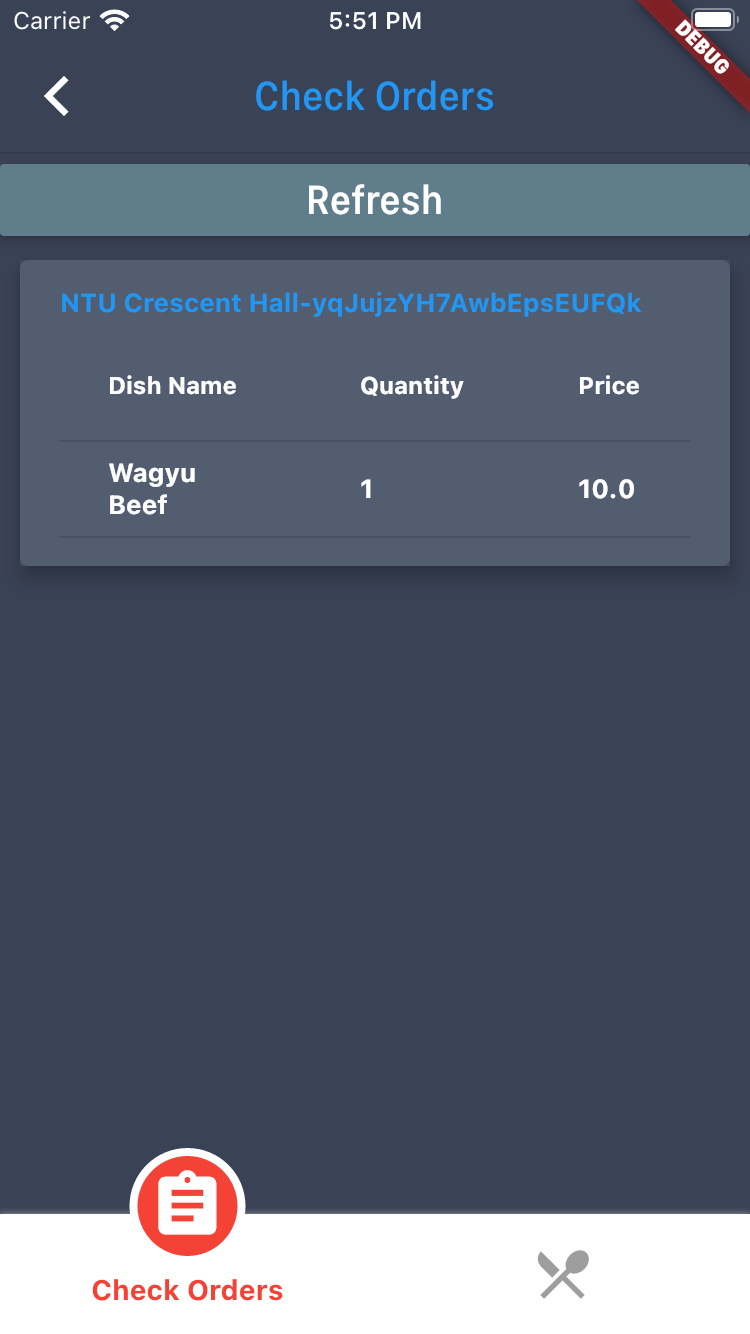 Carrier 5:51 PM
DEBUG
Check Orders
Refresh
NTU Crescent Hall-yqJujzYH7AwbEpsEUFQk
Dish Name Quantity Price
Wagyu
Beef 1 10.0
Check Orders